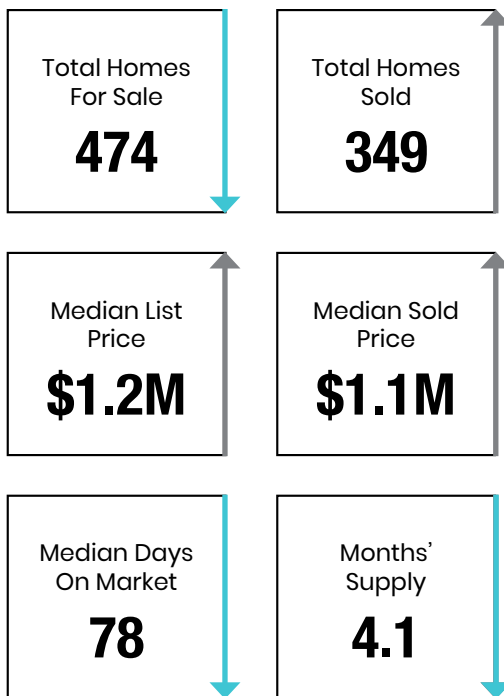 Total Homes
For Sale
474
Total Homes
Sold
349
Median List
Price
$1.2M
Median Sold
Price
$1.1M
Median Days
On Market
78
Months’
Supply
4.1